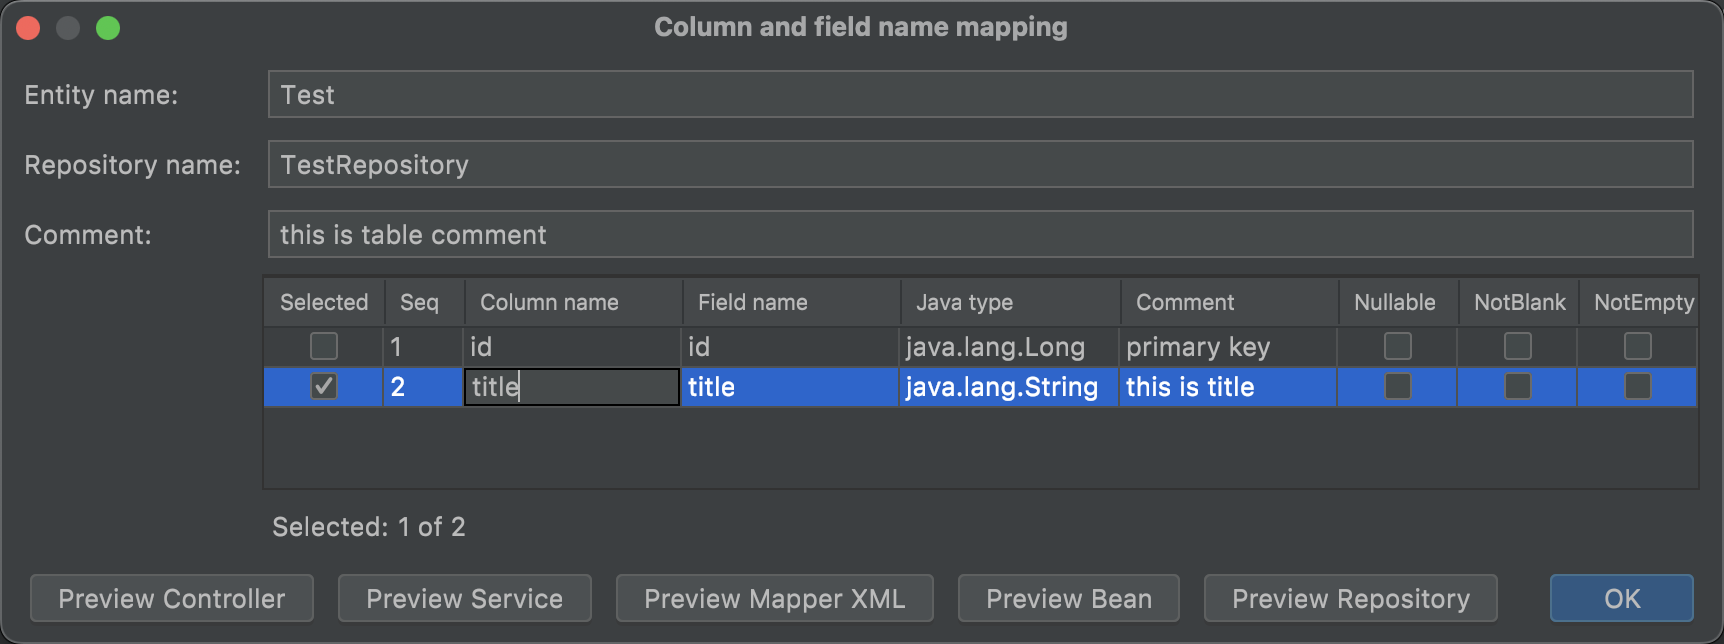 Column and field name mapping
Entity name: Test
Repository name: TestRepository
Comment: this is table comment
Selected Seq Column name Field name Java type Comment Nullable NotBlank NotEmpty
1 id id java.lang.Long primary key
2 title title java.lang.String this is title
Selected: 1 of 2
Preview Controller Preview Service Preview Mapper XML Preview Bean Preview Repository OK